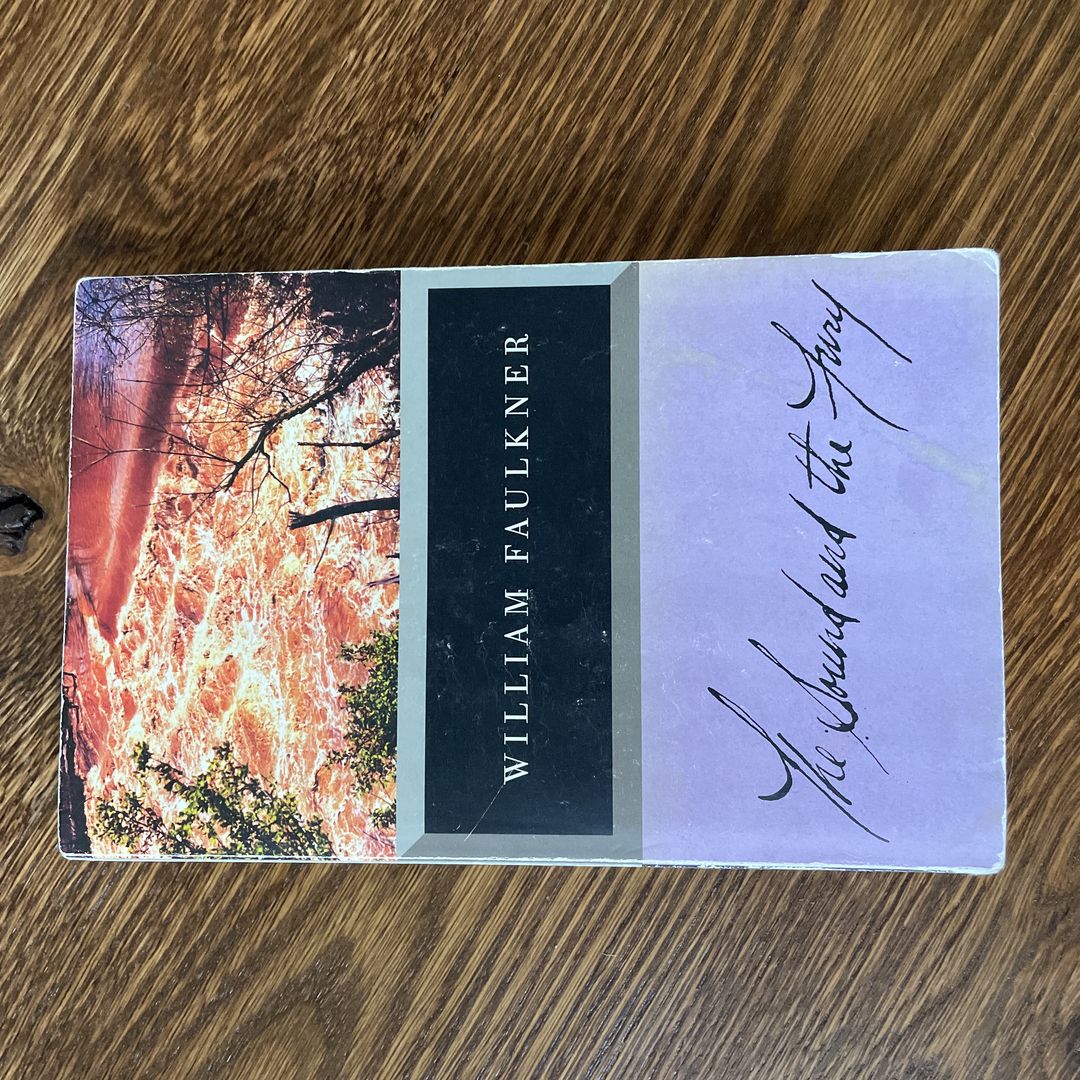 WILLIAM FAULKNER
The Sound and the Fury